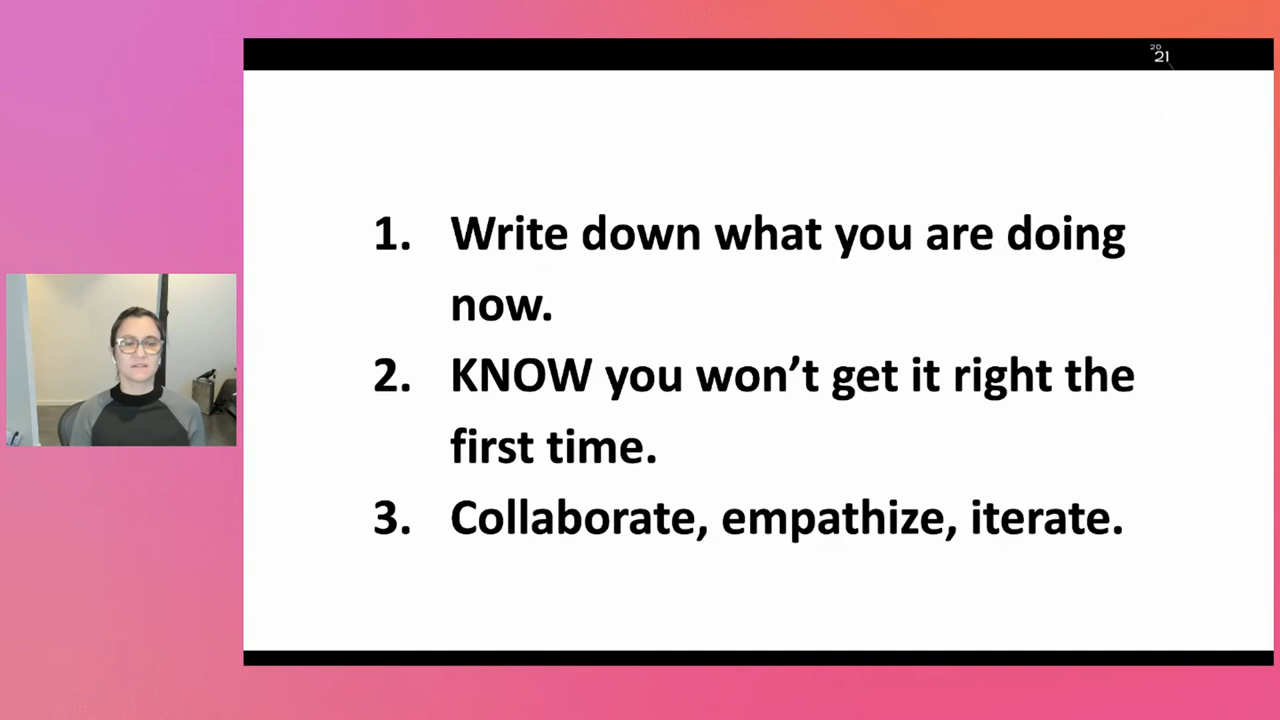 20
21
1. Write down what you are doing
now.
2. KNOW you won’t get it right the
first time.
3. Collaborate, empathize, iterate.